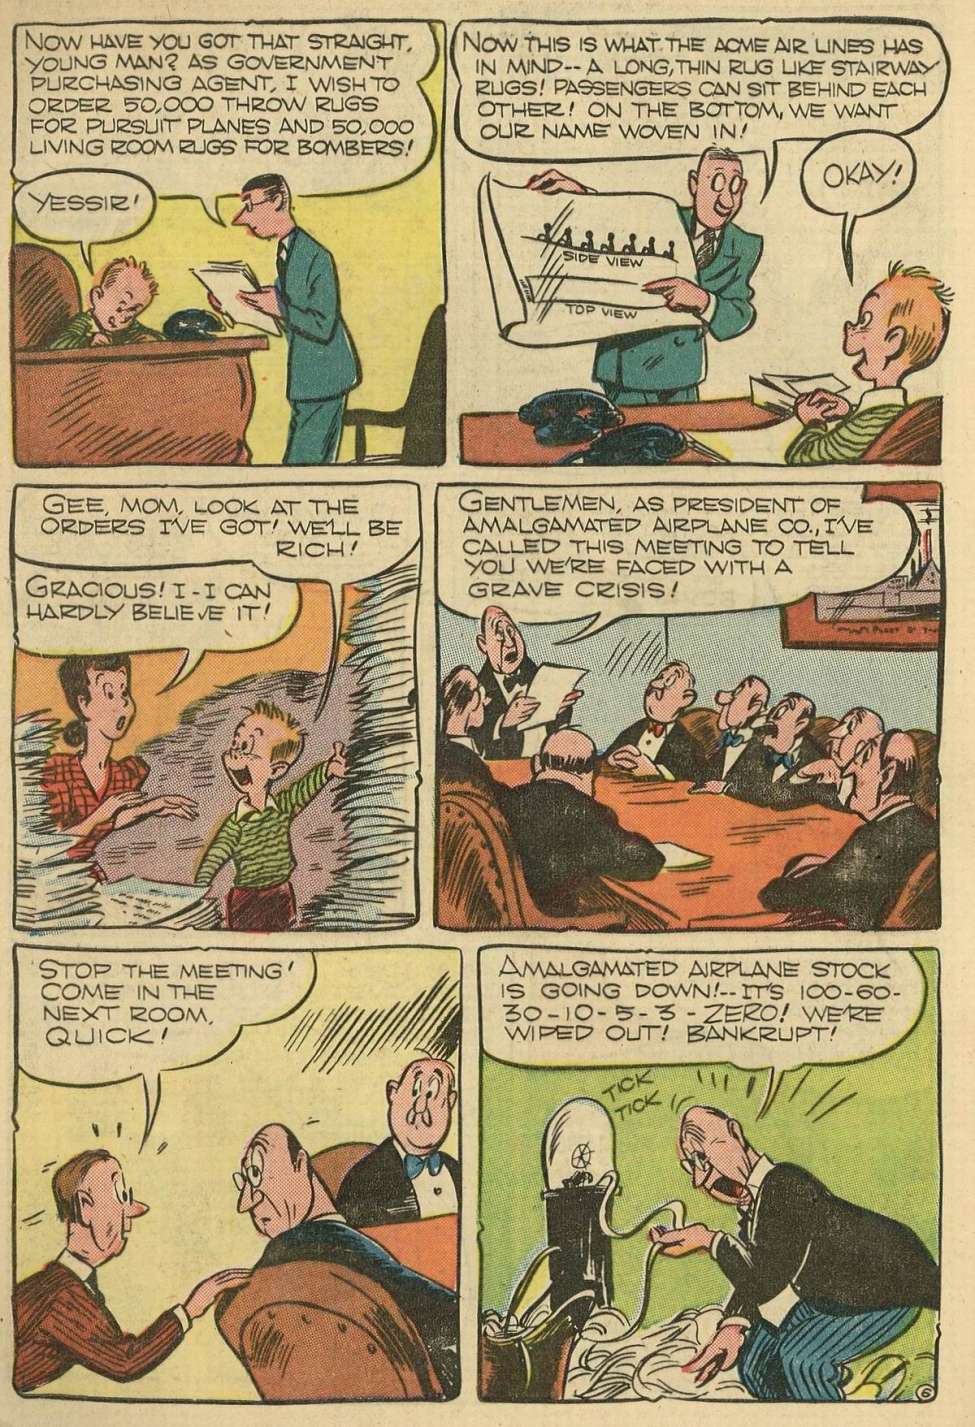 NOW HAVE YOU GOT THAT STRAIGHT,
YOUNG MAN? AS GOVERNMENT
PURCHASING AGENT, I WISH TO
ORDER 50,000 THROW RUGS
FOR PURSUIT PLANES AND 50,000
LIVING ROOM RUGS FOR BOMBERS!
YESSIR!
NOW THIS IS WHAT THE ACME AIR LINES HAS
IN MIND-- A LONG, THIN RUG LIKE STAIRWAY
RUGS! PASSENGERS CAN SIT BEHIND EACH
OTHER! ON THE BOTTOM, WE WANT
OUR NAME WOVEN IN!
OKAY!
SIDE VIEW
TOP VIEW
GEE, MOM, LOOK AT THE
ORDERS I'VE GOT! WE'LL BE
RICH!
GRACIOUS! I-I CAN
HARDLY BELIEVE IT!
GENTLEMEN, AS PRESIDENT OF
AMALGAMATED AIRPLANE CO., I'VE
CALLED THIS MEETING TO TELL
YOU WE'RE FACED WITH A
GRAVE CRISIS!
STOP THE MEETING!
COME IN THE
NEXT ROOM,
QUICK!
AMALGAMATED AIRPLANE STOCK
IS GOING DOWN!--IT'S 100-60-
30-10-5-3-ZERO! WE'RE
WIPED OUT! BANKRUPT!
TICK
TICK
6